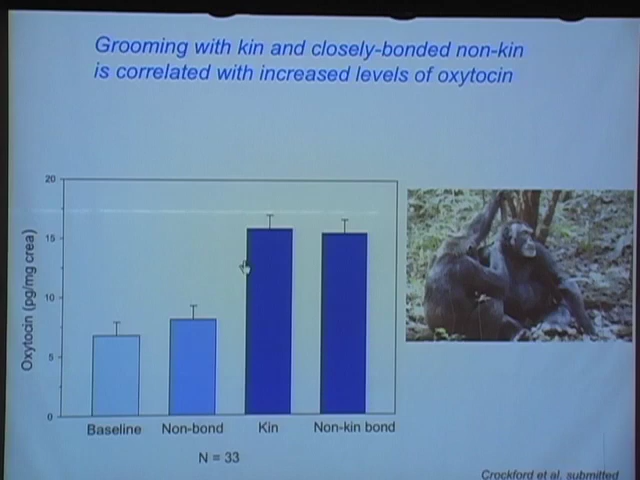 Grooming with kin and closely-bonded non-kin
is correlated with increased levels of oxytocin
20
15
10
5
0
Oxytocin (pg/mg crea)
Baseline Non-bond Kin Non-kin bond
N = 33
Crockford et al, submitted